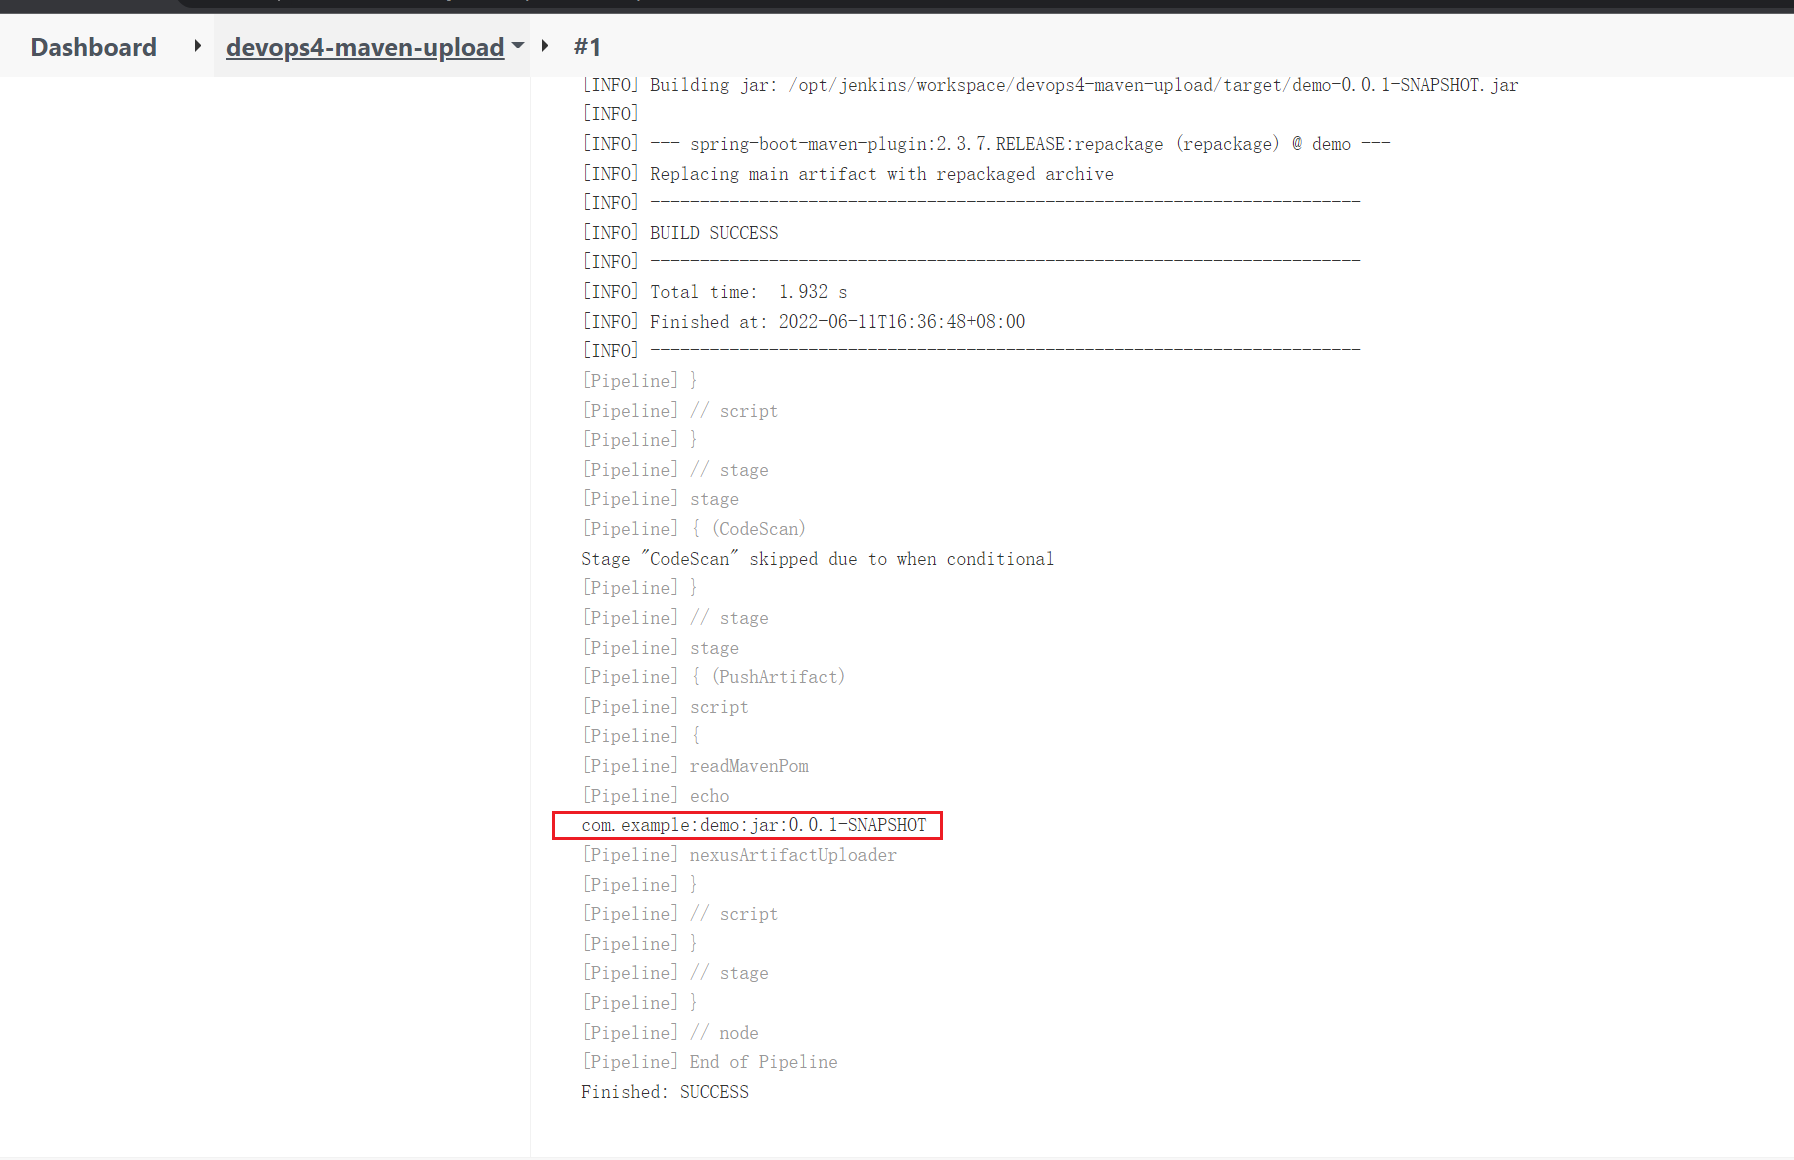 Dashboard devops4-maven-upload #1
[INFO] Building jar: /opt/jenkins/workspace/devops4-maven-upload/target/demo-0.0.1-SNAPSHOT.jar
[INFO]
[INFO] --- spring-boot-maven-plugin:2.3.7.RELEASE:repackage (repackage) @ demo ---
[INFO] Replacing main artifact with repackaged archive
[INFO] ------------------------------------------------------------------------
[INFO] BUILD SUCCESS
[INFO] ------------------------------------------------------------------------
[INFO] Total time:  1.932 s
[INFO] Finished at: 2022-06-11T16:36:48+08:00
[INFO] ------------------------------------------------------------------------
[Pipeline] }
[Pipeline] // script
[Pipeline] }
[Pipeline] // stage
[Pipeline] stage
[Pipeline] { (CodeScan)
Stage "CodeScan" skipped due to when conditional
[Pipeline] }
[Pipeline] // stage
[Pipeline] stage
[Pipeline] { (PushArtifact)
[Pipeline] script
[Pipeline] {
[Pipeline] readMavenPom
[Pipeline] echo
com.example:demo:jar:0.0.1-SNAPSHOT
[Pipeline] nexusArtifactUploader
[Pipeline] }
[Pipeline] // script
[Pipeline] }
[Pipeline] // stage
[Pipeline] }
[Pipeline] // node
[Pipeline] End of Pipeline
Finished: SUCCESS